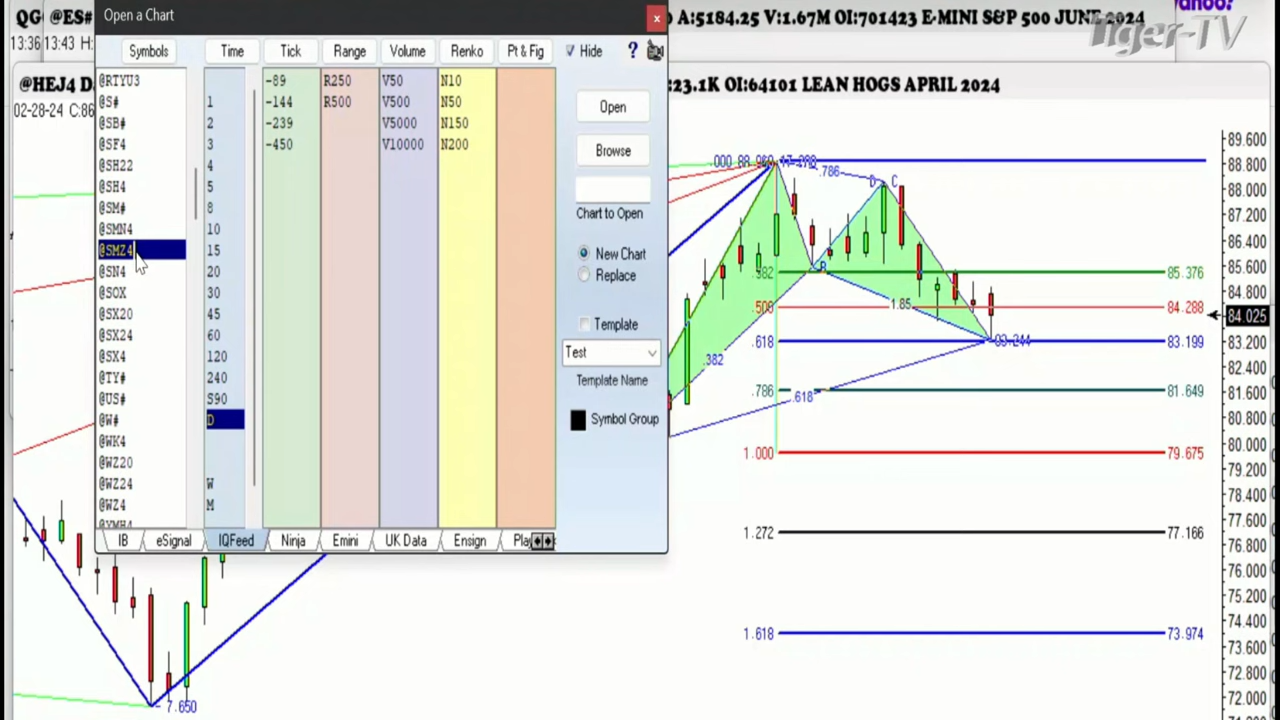 QG
@ES#
Open a Chart
D A:5184.25 V:1.67M OI:701423 E-MINI S&P 500 JUNE 2024
yahoo!
Tiger-TV
13:36
13:43 H:
Symbols Time Tick Range Volume Renko Pt & Fig Hide ?
@HEJ4 D
:23.1K OI:64101 LEAN HOGS APRIL 2024
02-28-24 C:86
@RTYU3 -89 R250 V50 N10
@S# 1 -144 R500 V500 N50
@SB# 2 -239 V5000 N150
@SF4 3 -450 V10000 N200
@SH22 4
@SH4 5
@SM# 8
@SMN4 10
@SMZ4 15
@SN4 20
@SOX 30
@SX20 45
@SX24 60
@SX4 120
@TY# 240
@US# S90
@W# D
@WK4
@WZ20
@WZ24 W
@WZ4 M
@YMH4
Open
Browse
Chart to Open
New Chart
Replace
Template
Test
Template Name
Symbol Group
IB eSignal IQFeed Ninja Emini UK Data Ensign Pla
.000 88.960
.786
D C
B
.382 85.376
.500 84.288
1.85
.618 83.199
.382
.786 81.649
.618
1.000 79.675
1.272 77.166
1.618 73.974
7.650
89.600
88.800
88.000
87.200
86.400
85.600
84.800
84.025
83.200
82.400
81.600
80.800
80.000
79.200
78.400
77.600
76.800
76.000
75.200
74.400
73.600
72.800
72.000